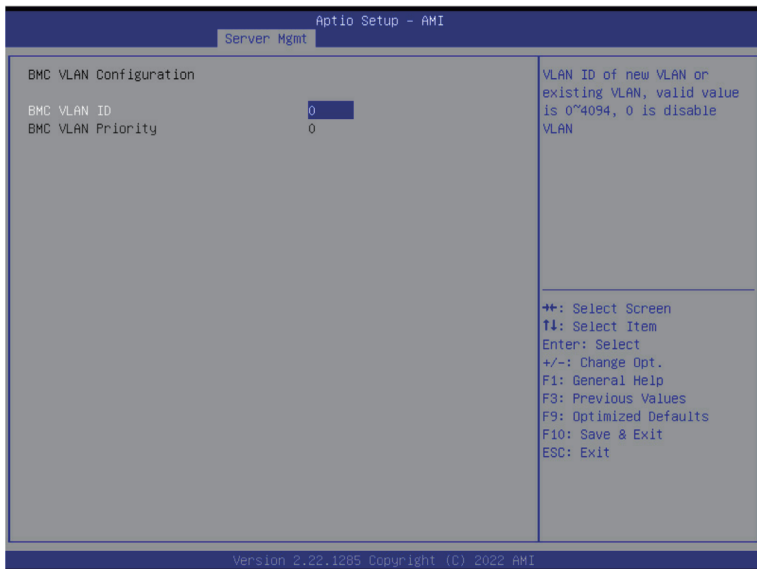 Aptio Setup - AMI
Server Mgmt
BMC VLAN Configuration
BMC VLAN ID 0
BMC VLAN Priority 0
VLAN ID of new VLAN or
existing VLAN, valid value
is 0~4094, 0 is disable
VLAN
→←: Select Screen
↑↓: Select Item
Enter: Select
+/-: Change Opt.
F1: General Help
F3: Previous Values
F9: Optimized Defaults
F10: Save & Exit
ESC: Exit
Version 2.22.1285 Copyright (C) 2022 AMI